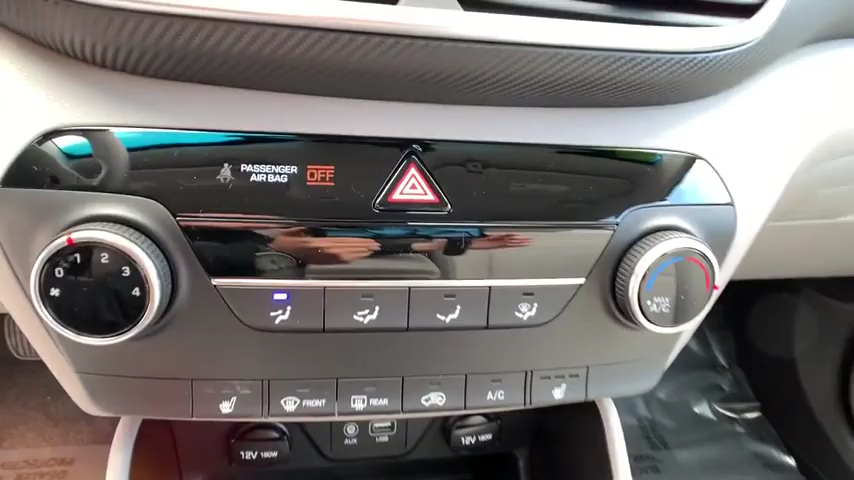 PASSENGER
AIR BAG
OFF
0 1 2 3 4
MAX
A/C
FRONT
REAR
A/C
12V 180W
AUX
USB
12V 180W